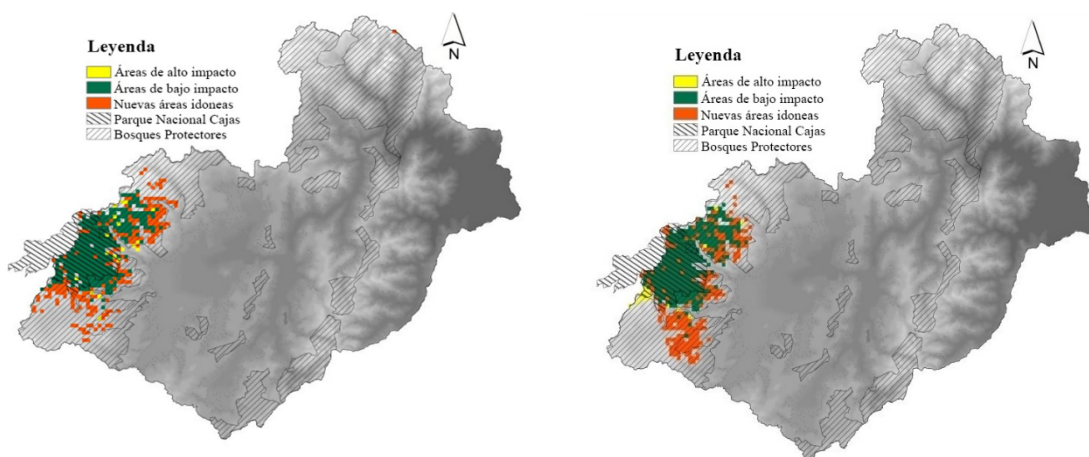 Leyenda
Áreas de alto impacto
Áreas de bajo impacto
Nuevas áreas idoneas
Parque Nacional Cajas
Bosques Protectores
N
Leyenda
Áreas de alto impacto
Áreas de bajo impacto
Nuevas áreas idoneas
Parque Nacional Cajas
Bosques Protectores
N